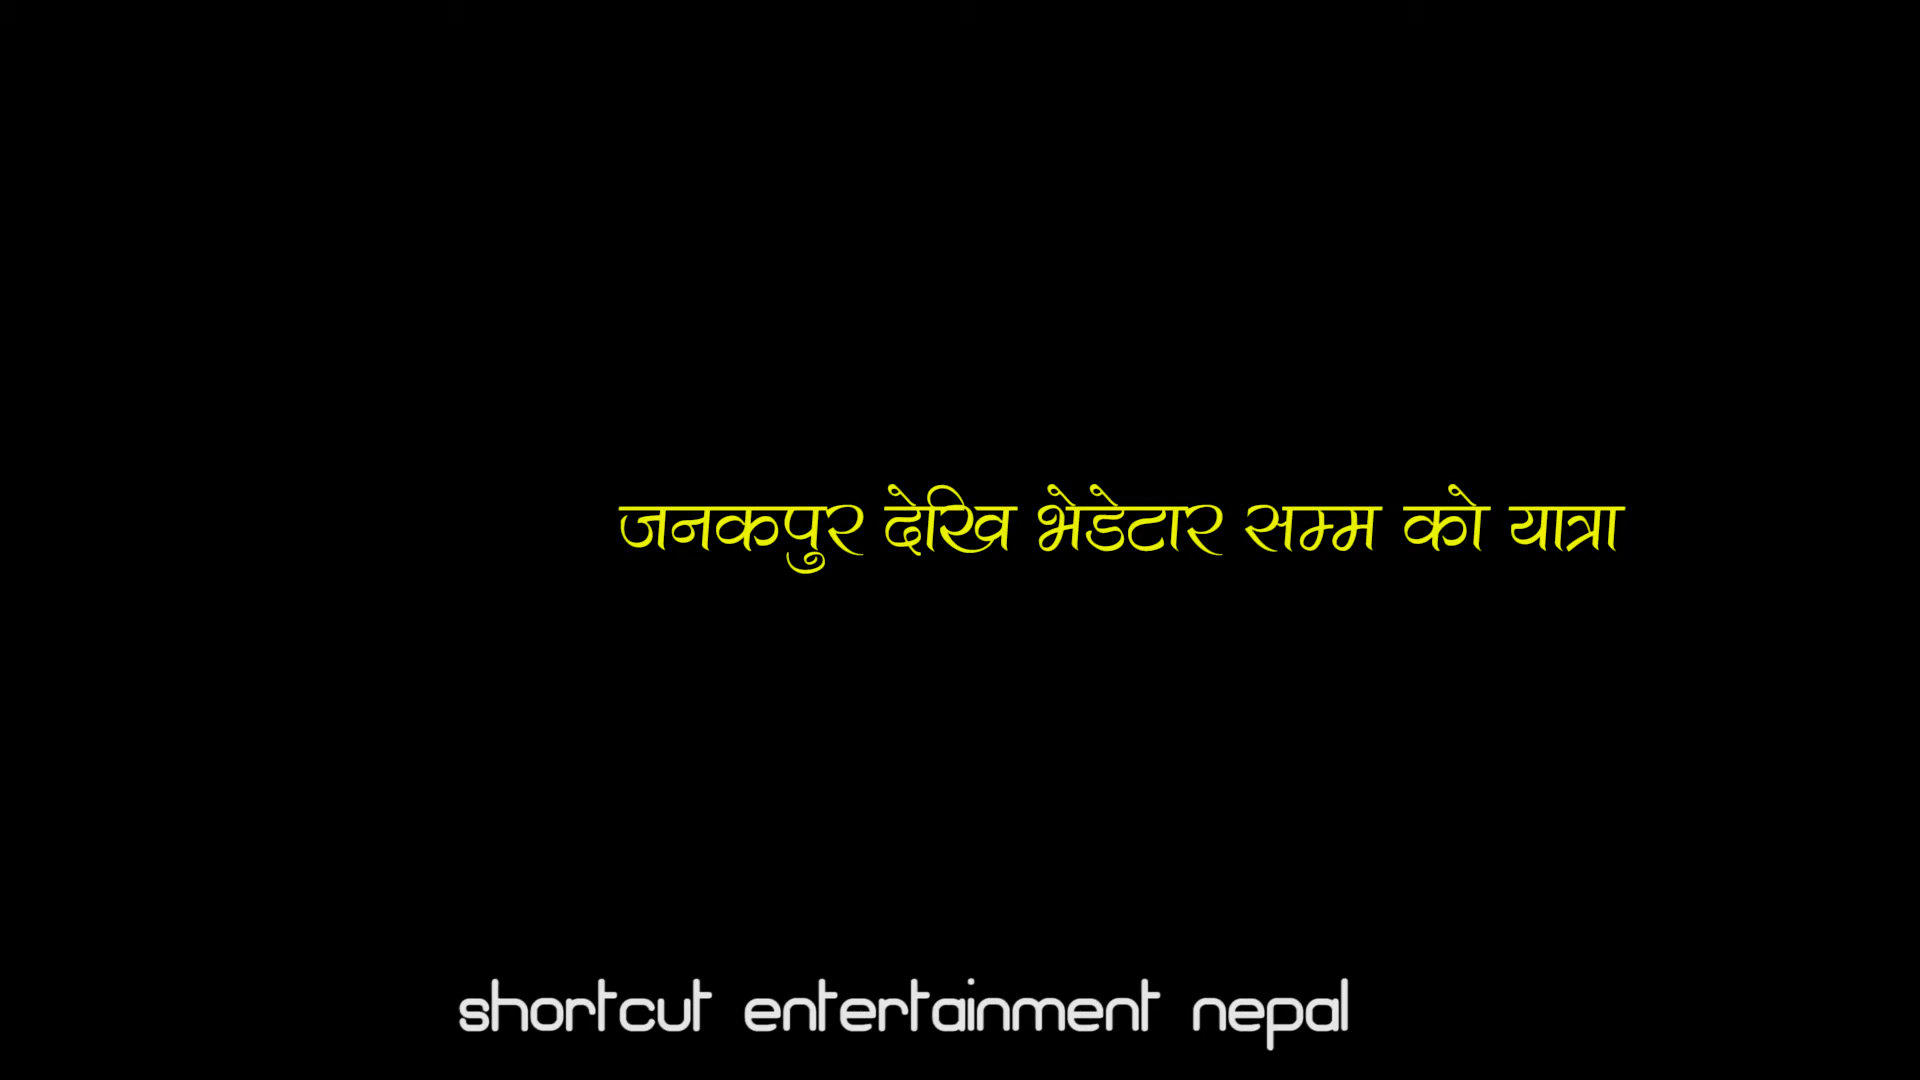 जनकपुर देखि भेडेटार सम्म को यात्रा
shortcut entertainment nepal